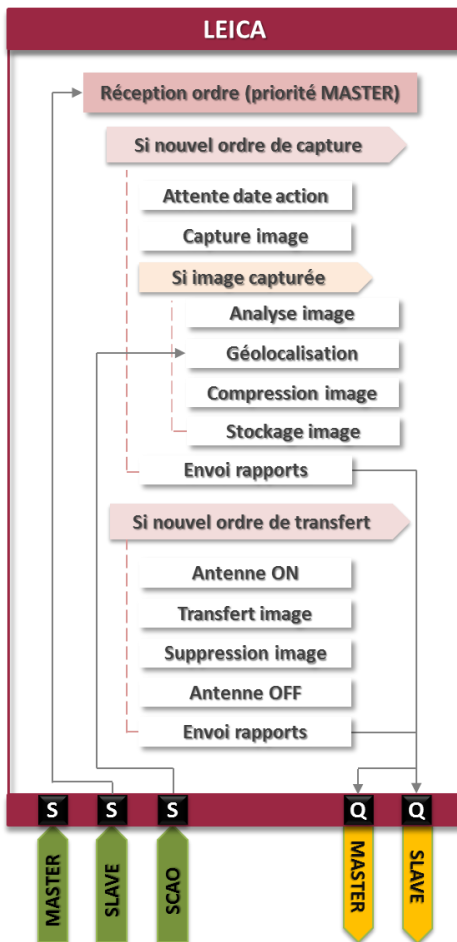 LEICA
Réception ordre (priorité MASTER)
Si nouvel ordre de capture
Attente date action
Capture image
Si image capturée
Analyse image
Géolocalisation
Compression image
Stockage image
Envoi rapports
Si nouvel ordre de transfert
Antenne ON
Transfert image
Suppression image
Antenne OFF
Envoi rapports
S S S Q Q
MASTER
SLAVE
SCAO
MASTER
SLAVE